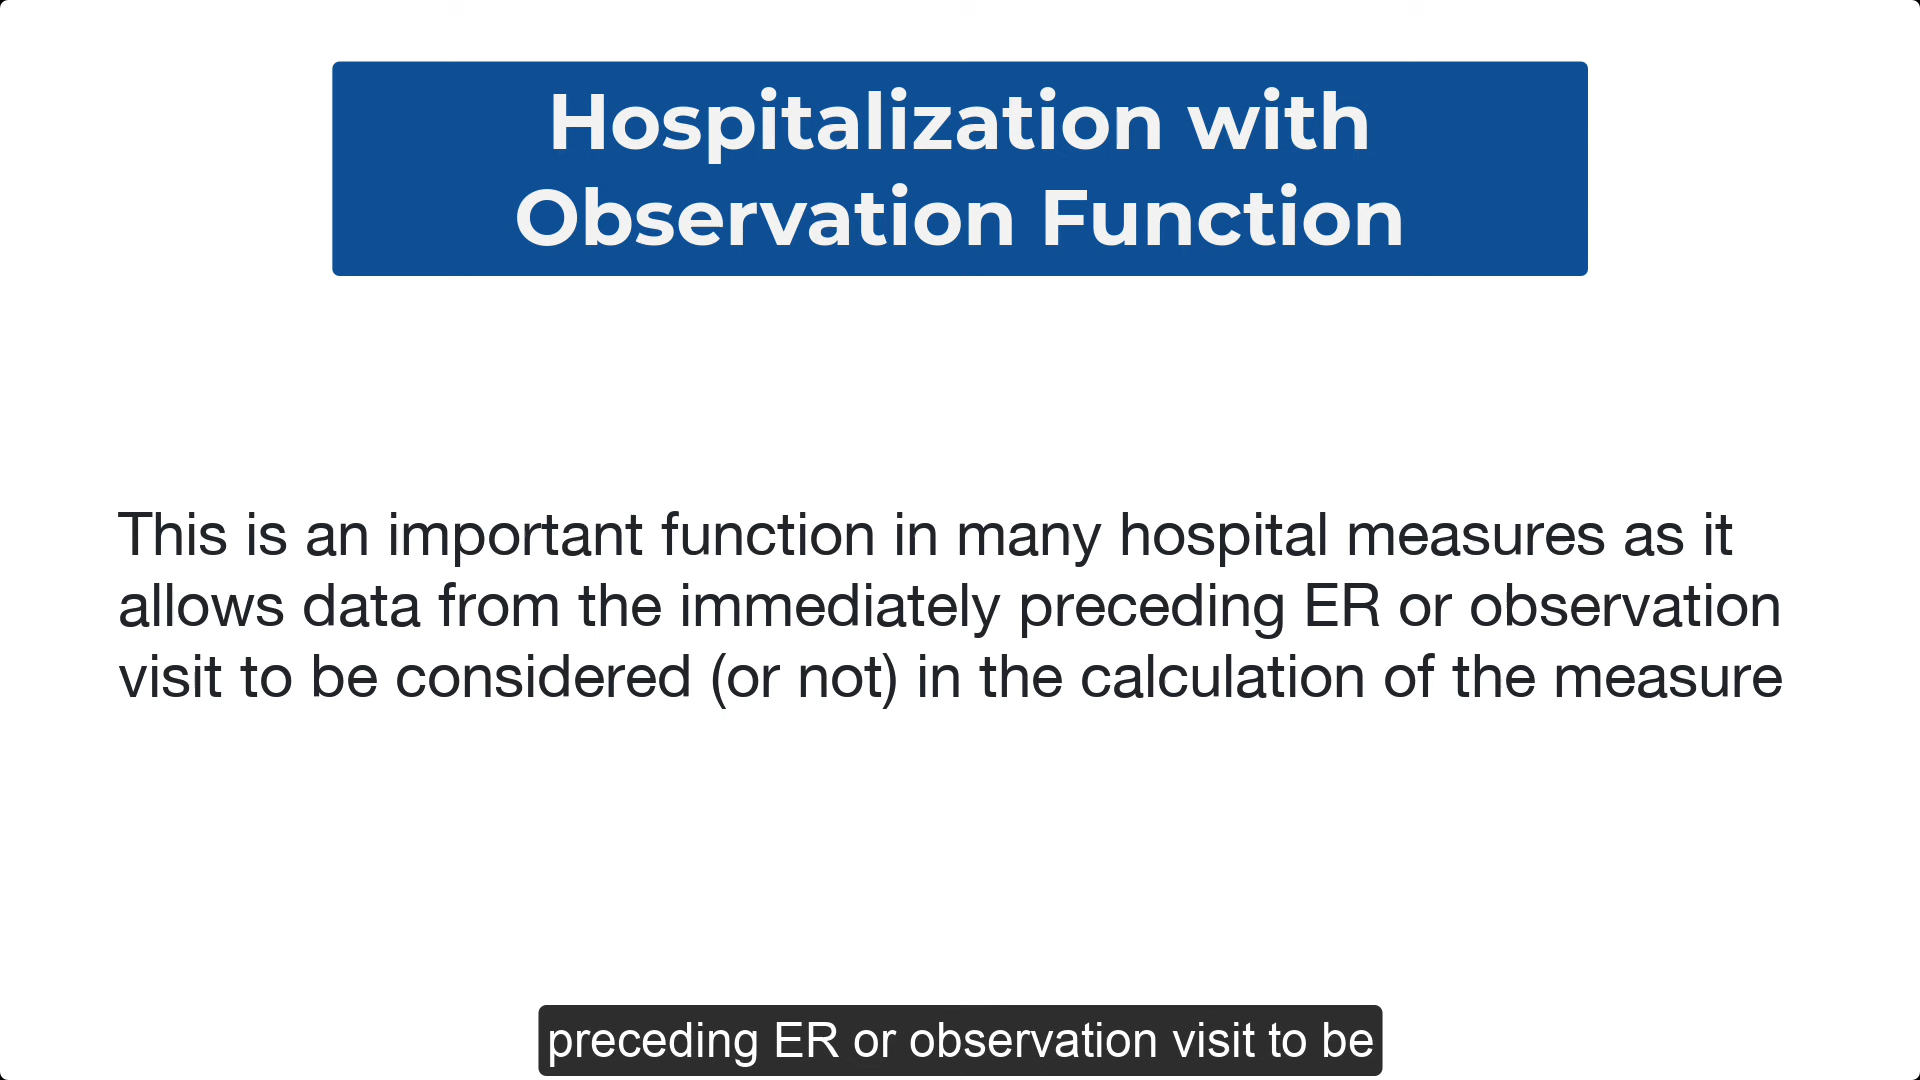 Hospitalization with
Observation Function
This is an important function in many hospital measures as it
allows data from the immediately preceding ER or observation
visit to be considered (or not) in the calculation of the measure
preceding ER or observation visit to be